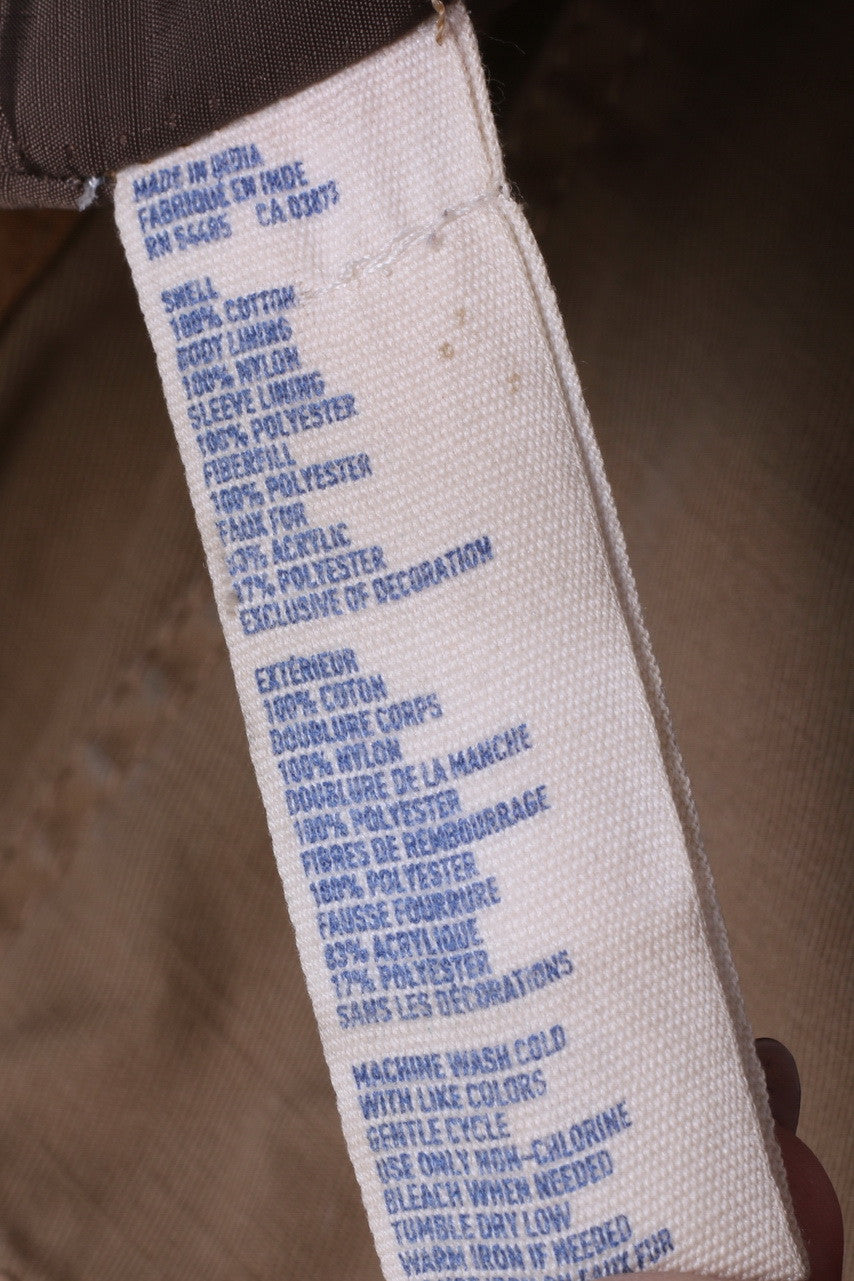 MADE IN INDIA
FABRIQUÉ EN INDE
RN 54485 CA 03873
SHELL
100% COTTON
BODY LINING
100% NYLON
SLEEVE LINING
100% POLYESTER
FIBERFILL
100% POLYESTER
FAUX FUR
83% ACRYLIC
17% POLYESTER
EXCLUSIVE OF DECORATION
EXTÉRIEUR
100% COTON
DOUBLURE CORPS
100% NYLON
DOUBLURE DE LA MANCHE
100% POLYESTER
FIBRES DE REMBOURRAGE
100% POLYESTER
FAUSSE FOURRURE
83% ACRYLIQUE
17% POLYESTER
SANS LES DÉCORATIONS
MACHINE WASH COLD
WITH LIKE COLORS
GENTLE CYCLE
USE ONLY NON-CHLORINE
BLEACH WHEN NEEDED
TUMBLE DRY LOW
WARM IRON IF NEEDED
ON FAUX FUR